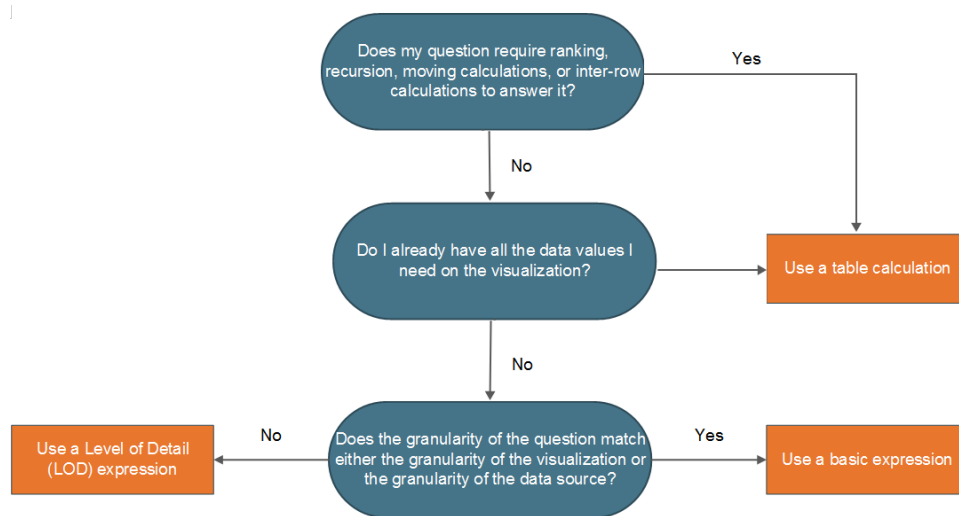 Does my question require ranking,
recursion, moving calculations, or inter-row
calculations to answer it?
Yes
No
Do I already have all the data values I
need on the visualization?
Use a table calculation
No
Use a Level of Detail
(LOD) expression
No
Does the granularity of the question match
either the granularity of the visualization or
the granularity of the data source?
Yes
Use a basic expression